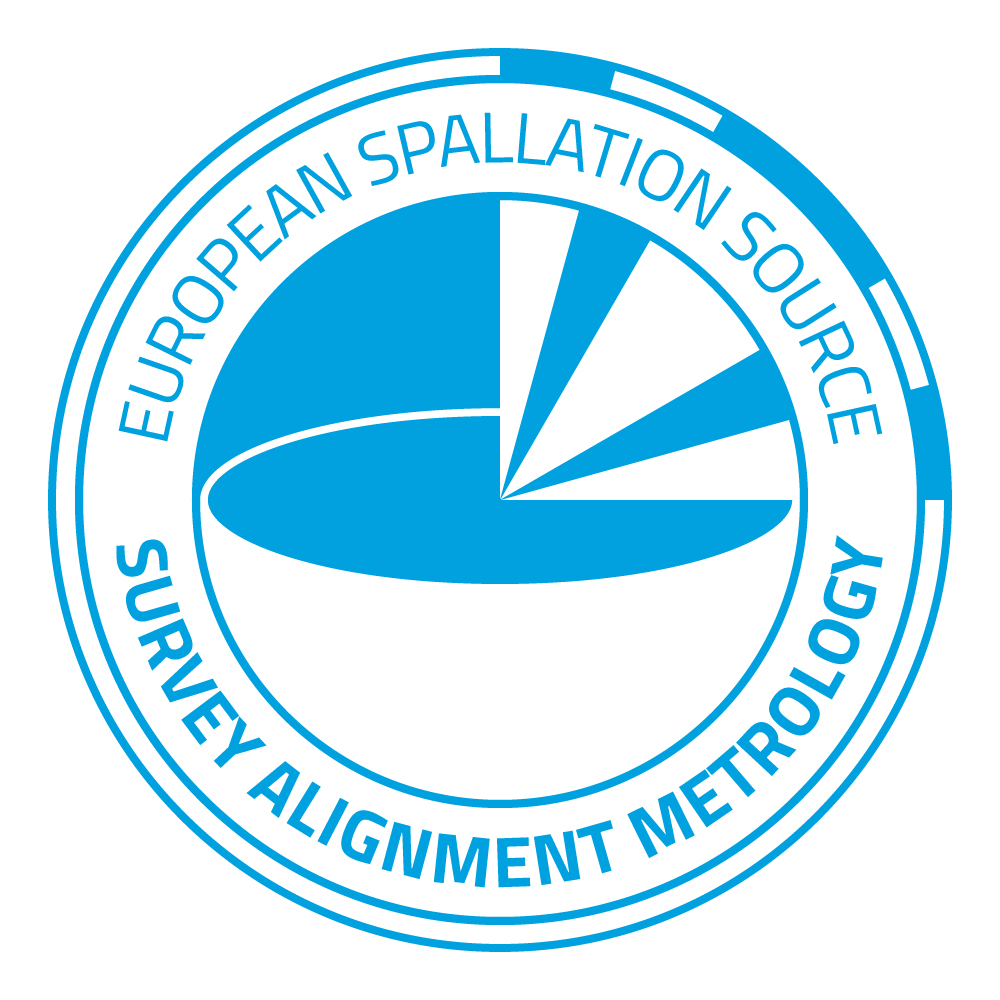 EUROPEAN SPALLATION SOURCE
SURVEY ALIGNMENT METROLOGY